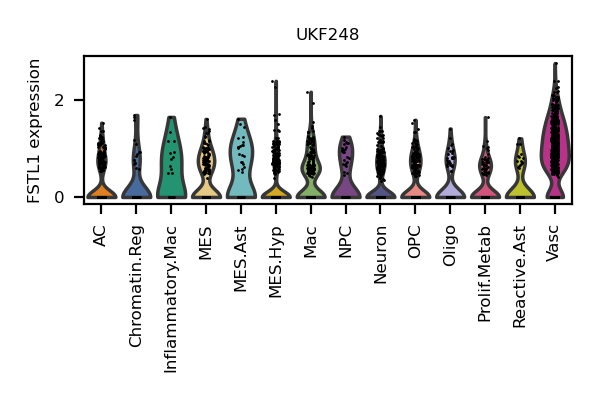 UKF248
FSTL1 expression
2
0
AC
Chromatin.Reg
Inflammatory.Mac
MES
MES.Ast
MES.Hyp
Mac
NPC
Neuron
OPC
Oligo
Prolif.Metab
Reactive.Ast
Vasc